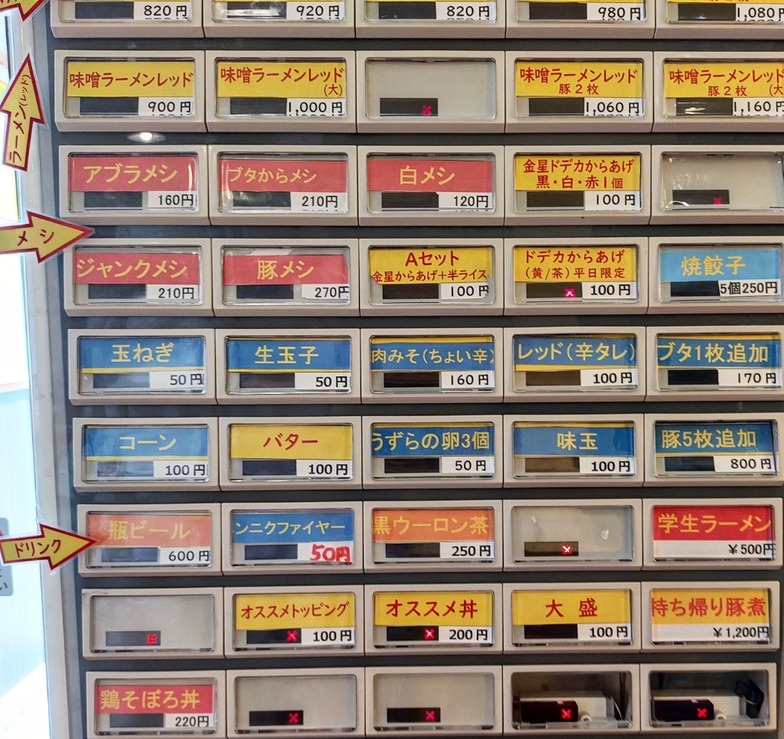 820円
920円
820円
980円
1,080
味噌ラーメンレッド
900円
味噌ラーメンレッド
(大)
1,000円
味噌ラーメンレッド
豚2枚
1,060円
味噌ラーメンレッド
豚2枚 (大
1,160円
ラーメン(レッド)
アブラメシ
160円
ブタからメシ
210円
白メシ
120円
金星ドデカからあげ
黒・白・赤1個
100円
メシ
ジャンクメシ
210円
豚メシ
270円
Aセット
金星からあげ+半ライス
100円
ドデカからあげ
(黄/茶)平日限定
100円
焼餃子
5個250円
玉ねぎ
50円
生玉子
50円
肉みそ(ちょい辛)
160円
レッド(辛タレ)
100円
ブタ1枚追加
170円
コーン
100円
バター
100円
うずらの卵3個
50円
味玉
100円
豚5枚追加
800円
ドリンク
瓶ビール
600円
ンニクファイヤー
50円
黒ウーロン茶
250円
学生ラーメン
¥500円
オススメトッピング
100円
オススメ丼
200円
大盛
100円
持ち帰り豚煮
¥1,200円
鶏そぼろ丼
220円